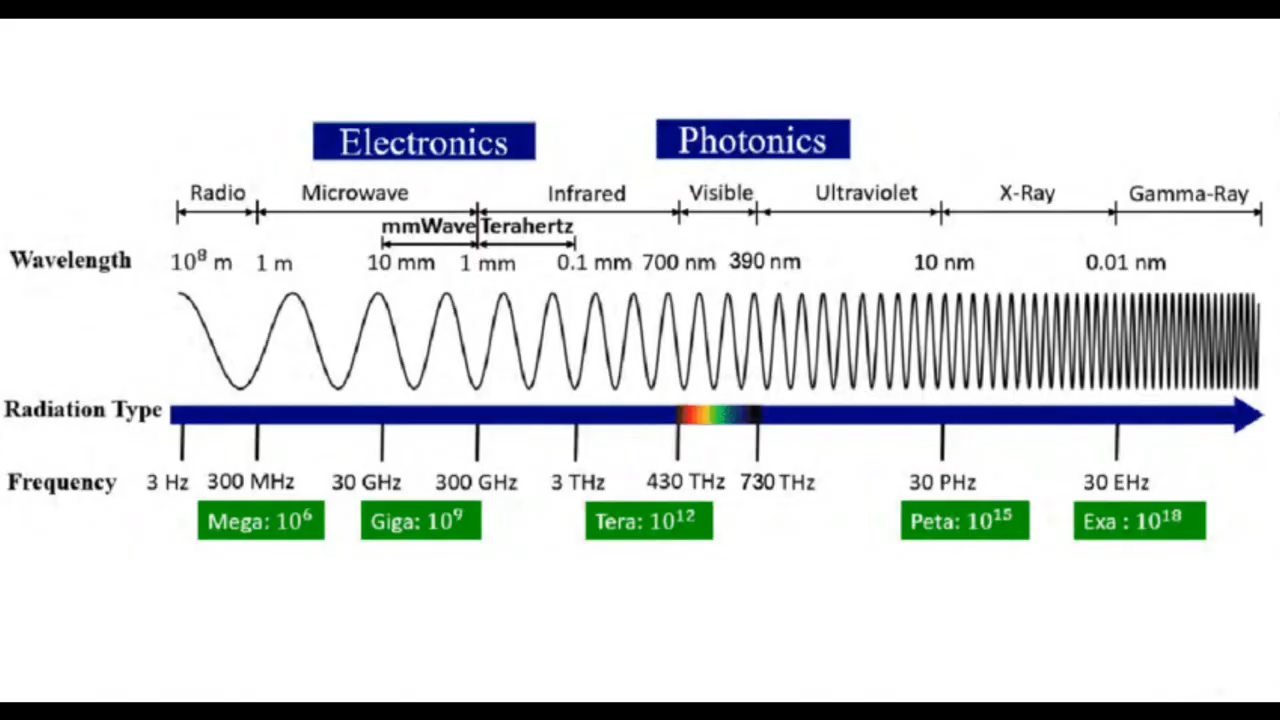 Electronics Photonics
Radio Microwave Infrared Visible Ultraviolet X-Ray Gamma-Ray
mmWave Terahertz
Wavelength 10⁸ m 1 m 10 mm 1 mm 0.1 mm 700 nm 390 nm 10 nm 0.01 nm
Radiation Type
Frequency 3 Hz 300 MHz 30 GHz 300 GHz 3 THz 430 THz 730 THz 30 PHz 30 EHz
Mega: 10⁶ Giga: 10⁹ Tera: 10¹² Peta: 10¹⁵ Exa : 10¹⁸